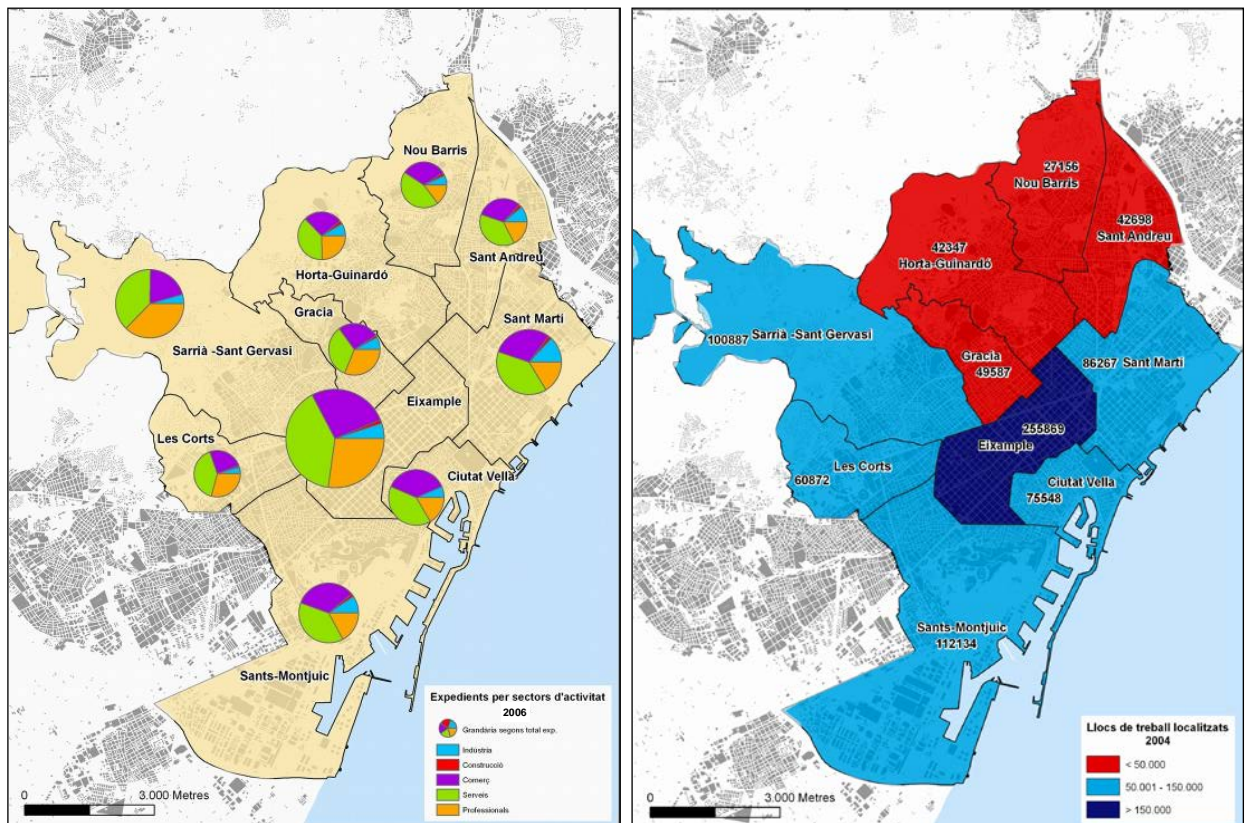 Nou Barris
Sant Andreu
Horta-Guinardó
Gracia
Sant Martí
Sarrià -Sant Gervasi
Eixample
Les Corts
Ciutat Vella
Sants-Montjuic
Expedients per sectors d'activitat
2006
Grandària segons total exp.
Indústria
Construcció
Comerç
Serveis
Professionals
0 3.000 Metres
27156
Nou Barris
42698
Sant Andreu
42347
Horta-Guinardó
100887 Sarrià -Sant Gervasi
Gràcia
49587
86267 Sant Martí
255869
Eixample
Les Corts
60872
Ciutat Vella
75548
Sants-Montjuic
112134
Llocs de treball localitzats
2004
< 50.000
50.001 - 150.000
> 150.000
0 3.000 Metres